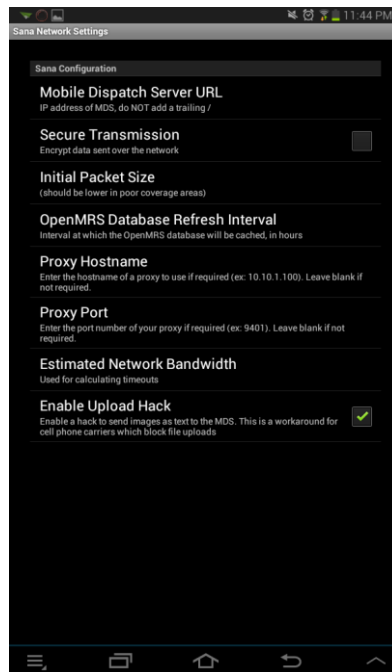 11:44 PM
Sana Network Settings
Sana Configuration
Mobile Dispatch Server URL
IP address of MDS, do NOT add a trailing /
Secure Transmission
Encrypt data sent over the network
Initial Packet Size
(should be lower in poor coverage areas)
OpenMRS Database Refresh Interval
Interval at which the OpenMRS database will be cached, in hours
Proxy Hostname
Enter the hostname of a proxy to use if required (ex: 10.10.1.100). Leave blank if
not required.
Proxy Port
Enter the port number of your proxy if required (ex: 9401). Leave blank if not
required.
Estimated Network Bandwidth
Used for calculating timeouts
Enable Upload Hack
Enable a hack to send images as text to the MDS. This is a workaround for
cell phone carriers which block file uploads